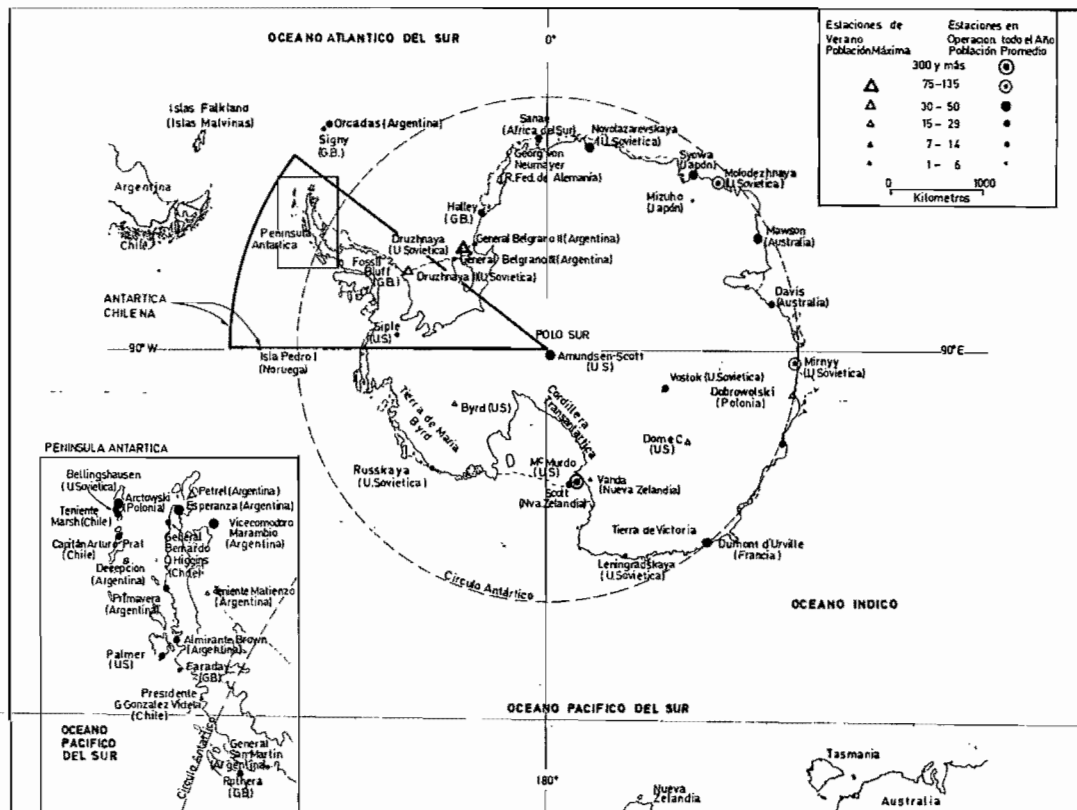 OCEANO ATLANTICO DEL SUR
0°
Estaciones de
Verano
Población Máxima
Estaciones en
Operacion todo el Año
Población Promedio
300 y más
75-135
30 - 50
15 - 29
7 - 14
1 - 6
0
1000
Kilometros
Islas Falkland
(Islas Malvinas)
Orcadas (Argentina)
Signy
(G.B.)
Argentina
Chile
Peninsula
Antartica
Sanae
(Africa del Sur)
Georg von
Neumayer
(R.Fed. de Alemania)
Novolazarevskaya
(U.Sovietica)
Syowa
(Japón)
Molodezhnaya
(U.Sovietica)
Mizuho
(Japón)
Halley
(G.B.)
Druzhnaya
(U.Sovietica)
General Belgrano II (Argentina)
General Belgrano III (Argentina)
Fossil
Bluff
(G.B.)
Druzhnaya II (U.Sovietica)
Mawson
(Australia)
Davis
(Australia)
ANTARTICA
CHILENA
Siple
(US)
POLO SUR
90° W
90° E
Isla Pedro I
(Noruega)
Amundsen-Scott
(U S)
Mirnyy
(U.Sovietica)
Vostok (U.Sovietica)
Dobrowolski
(Polonia)
Tierra de Maria
Byrd
Byrd (US)
Cordillera
Transantartica
Dome C
(US)
Russkaya
(U.Sovietica)
Mc Murdo
(U S)
Scott
(Nva.Zelandia)
Vanda
(Nueva Zelandia)
Tierra de Victoria
Dumont d'Urville
(Francia)
Leningradskaya
(U.Sovietica)
Circulo Antártico
OCEANO INDICO
PENINSULA ANTARTICA
Bellingshausen
(U.Sovietica)
Arctowski
(Polonia)
Petrel (Argentina)
Esperanza (Argentina)
Teniente
Marsh (Chile)
Vicecomodoro
Marambio
(Argentina)
Capitán Arturo Prat
(Chile)
General
Bernardo
O Higgins
(Chile)
Decepcion
(Argentina)
Teniente Matienzo
(Argentina)
Primavera
(Argentina)
Almirante Brown
(Argentina)
Palmer
(US)
Faraday
(GB)
Presidente
G.Gonzalez Videla
(Chile)
OCEANO
PACIFICO
DEL SUR
Circulo Antártico
General
San Martin
(Argentina)
Rothera
(GB)
OCEANO PACIFICO DEL SUR
180°
Nueva
Zelandia
Tasmania
Australia